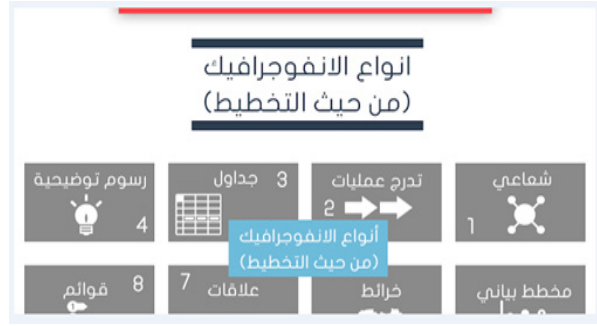 انواع الانفوجرافيك
(من حيث التخطيط)
شعاعي
1
تدرج عمليات
2
جداول 3
رسوم توضيحية
4
أنواع الانفوجرافيك
(من حيث التخطيط)
مخطط بياني
خرائط
علاقات 7
قوائم 8